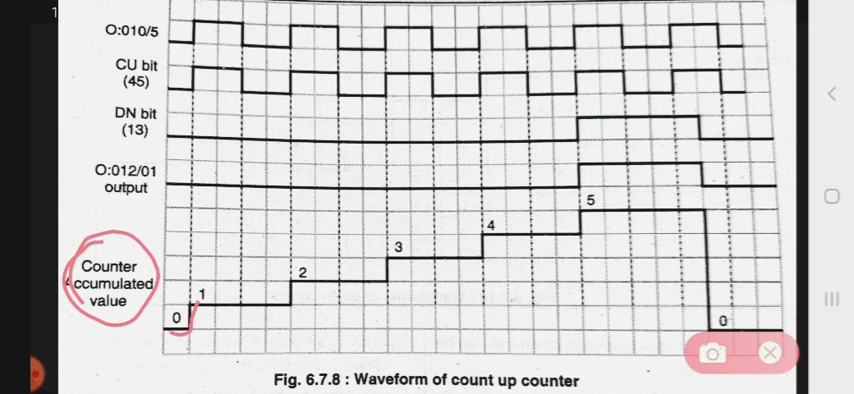 1
O:010/5
CU bit
(45)
DN bit
(13)
O:012/01
output
5
4
3
2
Counter
Accumulated
value
1
0
0
Fig. 6.7.8 : Waveform of count up counter